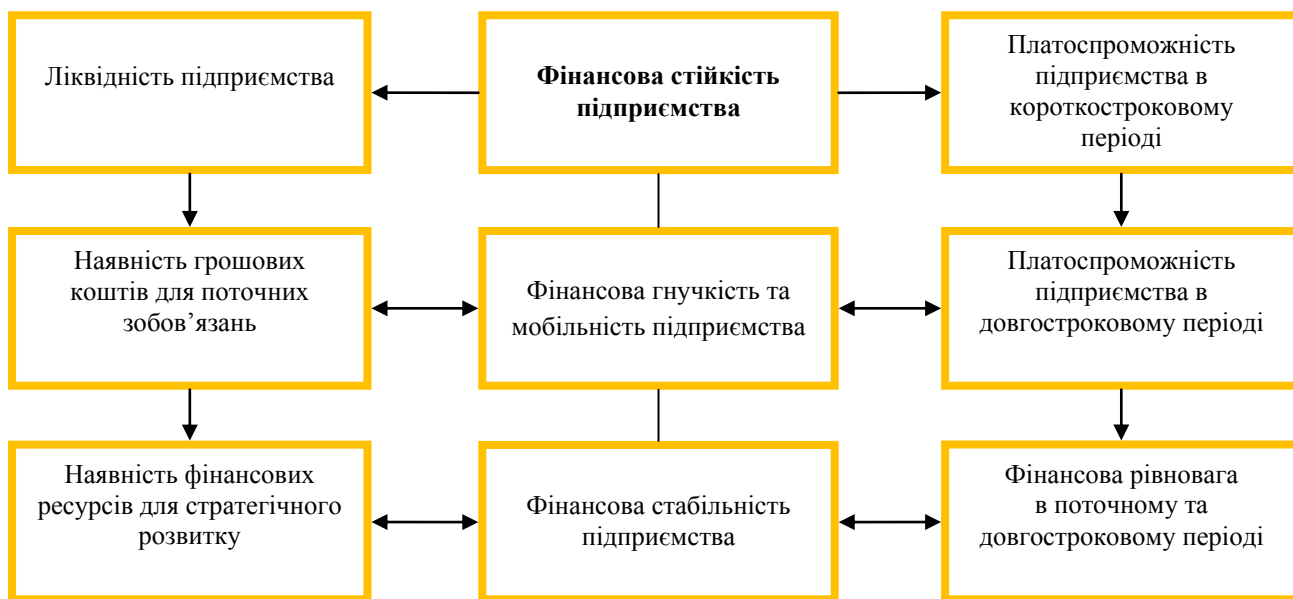 Ліквідність підприємства
Фінансова стійкість
підприємства
Платоспроможність
підприємства в
короткостроковому
періоді
Наявність грошових
коштів для поточних
зобов’язань
Фінансова гнучкість та
мобільність підприємства
Платоспроможність
підприємства в
довгостроковому періоді
Наявність фінансових
ресурсів для стратегічного
розвитку
Фінансова стабільність
підприємства
Фінансова рівновага
в поточному та
довгостроковому періоді